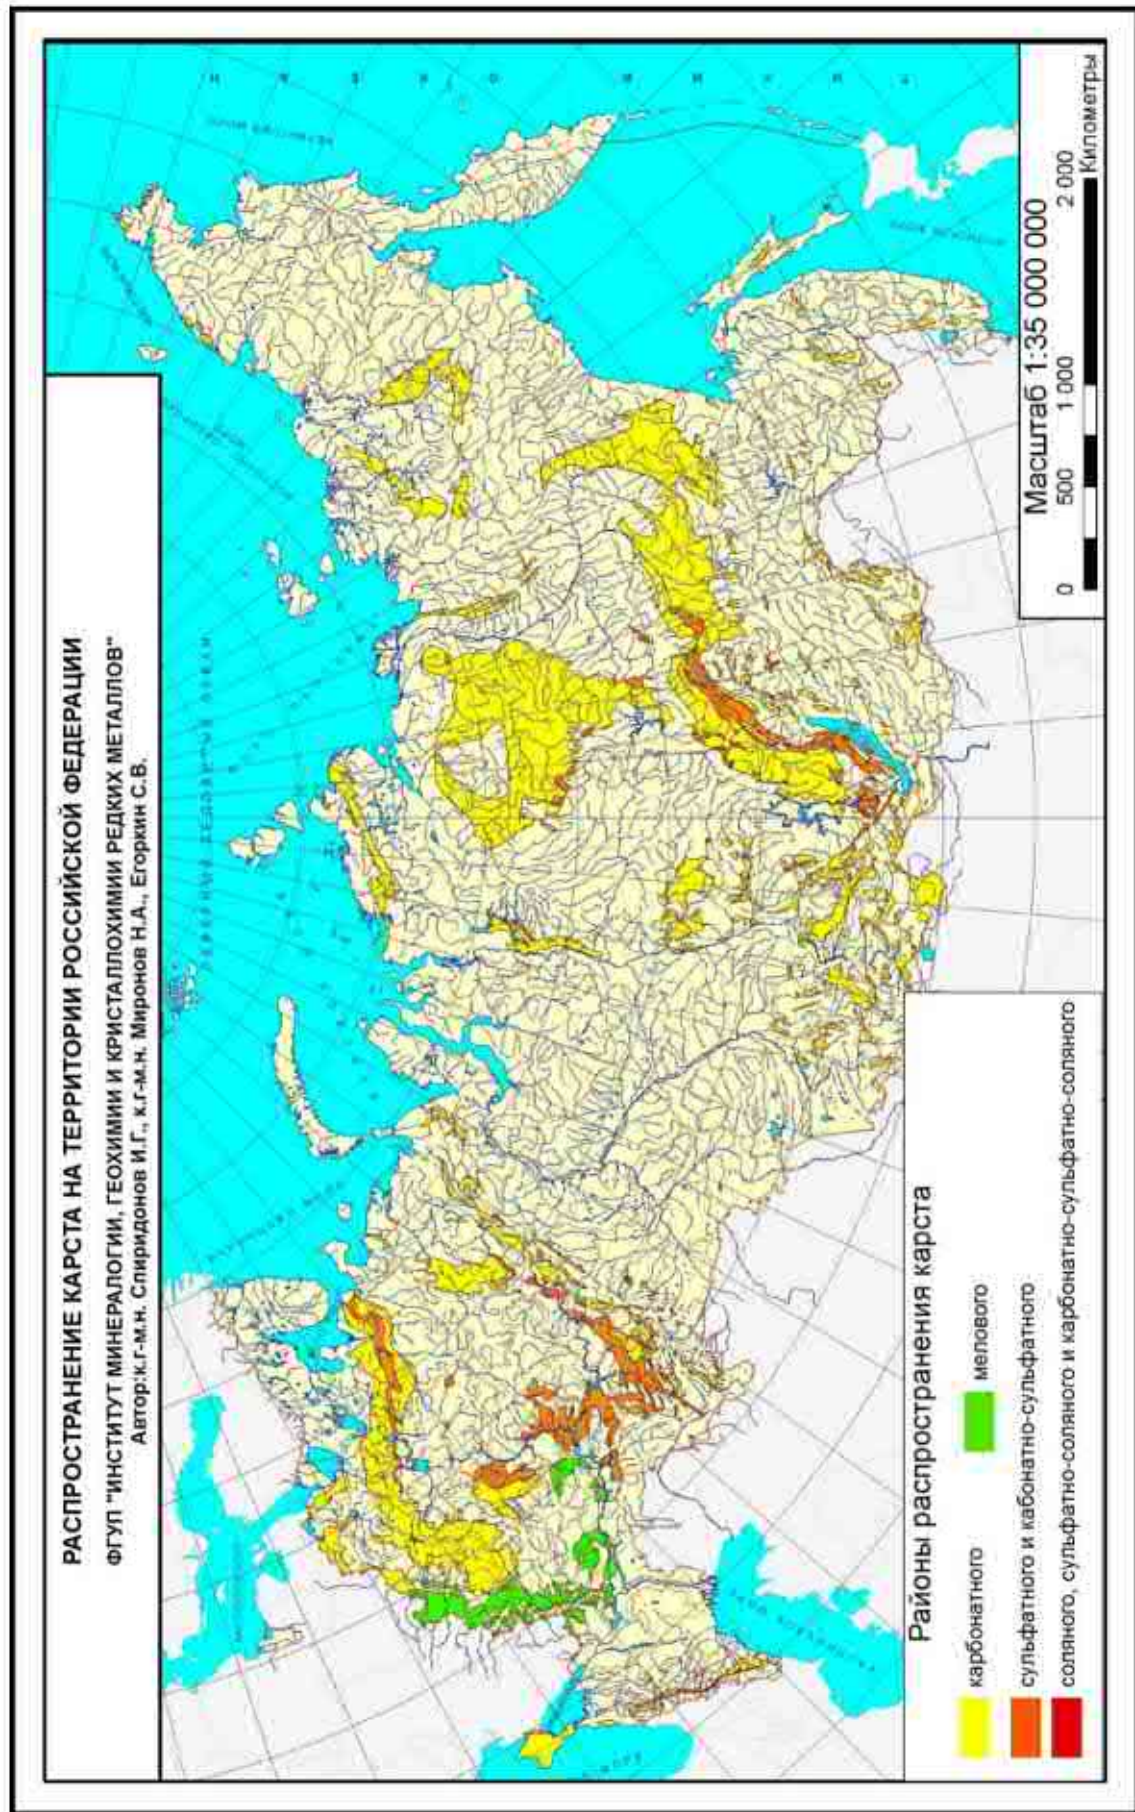 РАСПРОСТРАНЕНИЕ КАРСТА НА ТЕРРИТОРИИ РОССИЙСКОЙ ФЕДЕРАЦИИ
ФГУП "ИНСТИТУТ МИНЕРАЛОГИИ, ГЕОХИМИИ И КРИСТАЛЛОХИМИИ РЕДКИХ МЕТАЛЛОВ"
Автор:к.г-м.н. Спиридонов И.Г., к.г-м.н. Миронов Н.А., Егоркин С.В.
Районы распространения карста
карбонатного
мелового
сульфатного и кабонатно-сульфатного
соляного, сульфатно-соляного и карбонатно-сульфатно-соляного
Масштаб 1:35 000 000
0 500 1 000 2 000
Километры